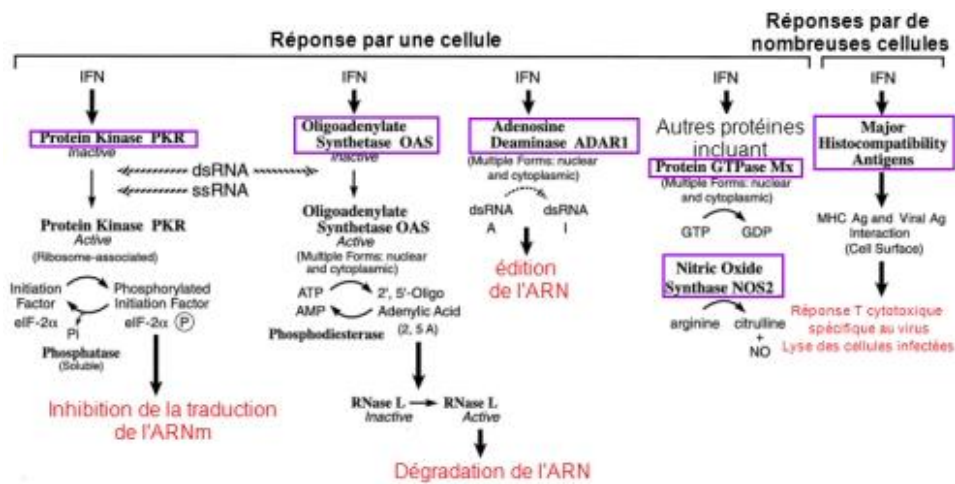 Réponse par une cellule
Réponses par de
nombreuses cellules
IFN
Protein Kinase PKR
Inactive
dsRNA
ssRNA
Protein Kinase PKR
Active
(Ribosome-associated)
Initiation
Factor
eIF-2α
Phosphorylated
Initiation Factor
eIF-2α P
Pi
Phosphatase
(Soluble)
Inhibition de la traduction
de l'ARNm
IFN
Oligoadenylate
Synthetase OAS
Inactive
Oligoadenylate
Synthetase OAS
Active
(Multiple Forms: nuclear
and cytoplasmic)
ATP
AMP
2', 5'-Oligo
Adenylic Acid
(2, 5 A)
Phosphodiesterase
RNase L
Inactive
RNase L
Active
Dégradation de l'ARN
IFN
Adenosine
Deaminase ADAR1
(Multiple Forms: nuclear
and cytoplasmic)
dsRNA
A
dsRNA
I
édition
de l'ARN
IFN
Autres protéines
incluant
Protein GTPase Mx
(Multiple Forms: nuclear
and cytoplasmic)
GTP
GDP
Nitric Oxide
Synthase NOS2
arginine
citrulline
+
NO
IFN
Major
Histocompatibility
Antigens
MHC Ag and Viral Ag
Interaction
(Cell Surface)
Réponse T cytotoxique
spécifique au virus
Lyse des cellules infectées